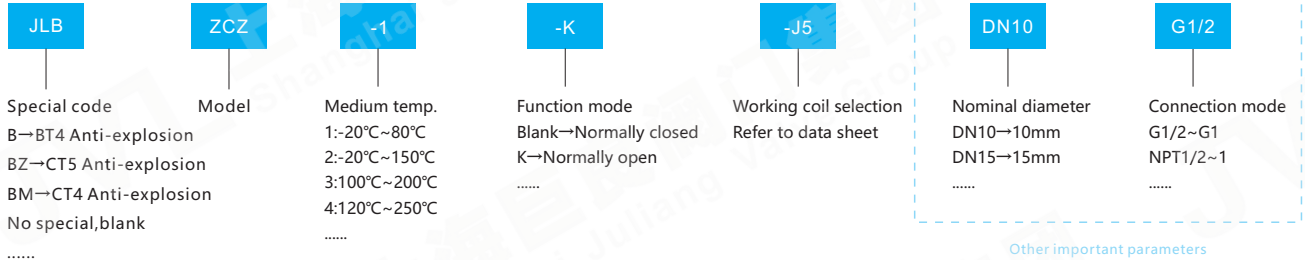 JLB ZCZ -1 -K -J5 DN10 G1/2
Special code
B→BT4 Anti-explosion
BZ→CT5 Anti-explosion
BM→CT4 Anti-explosion
No special,blank
......
Model
Medium temp.
1:-20℃~80℃
2:-20℃~150℃
3:100℃~200℃
4:120℃~250℃
......
Function mode
Blank→Normally closed
K→Normally open
......
Working coil selection
Refer to data sheet
Nominal diameter
DN10→10mm
DN15→15mm
......
Connection mode
G1/2~G1
NPT1/2~1
......
Other important parameters